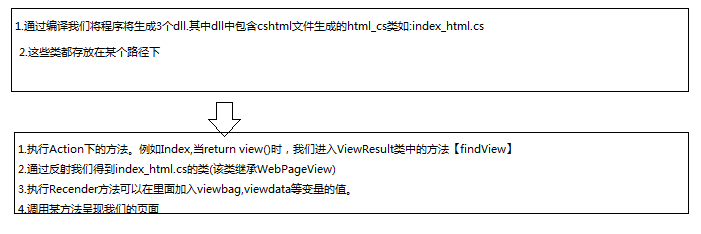 1.通过编译我们将程序将生成3个dll.其中dll中包含cshtml文件生成的html_cs类如:index_html.cs
2.这些类都存放在某个路径下
1.执行Action下的方法。例如Index,当return view()时，我们进入ViewResult类中的方法【findView】
2.通过反射我们得到index_html.cs的类(该类继承WebPageView)
3.执行Recender方法可以在里面加入viewbag,viewdata等变量的值。
4.调用某方法呈现我们的页面